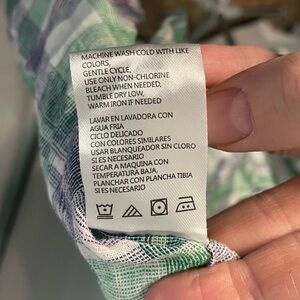 MACHINE WASH COLD WITH LIKE
COLORS,
GENTLE CYCLE,
USE ONLY NON-CHLORINE
BLEACH WHEN NEEDED,
TUMBLE DRY LOW,
WARM IRON IF NEEDED
LAVAR EN LAVADORA CON
AGUA FRIA
CICLO DELICADO
CON COLORES SIMILARES
USAR BLANQUEADOR SIN CLORO
SI ES NECESARIO
SECAR A MAQUINA CON
TEMPERATURA BAJA,
PLANCHAR CON PLANCHA TIBIA
SI ES NECESARIO